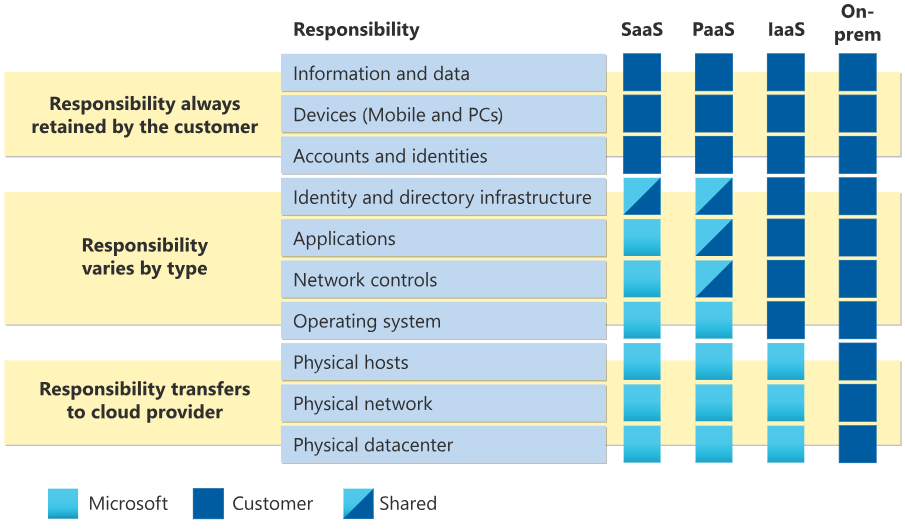 Responsibility
SaaS
PaaS
IaaS
On-
prem
Responsibility always
retained by the customer
Information and data
Devices (Mobile and PCs)
Accounts and identities
Responsibility
varies by type
Identity and directory infrastructure
Applications
Network controls
Operating system
Responsibility transfers
to cloud provider
Physical hosts
Physical network
Physical datacenter
Microsoft
Customer
Shared